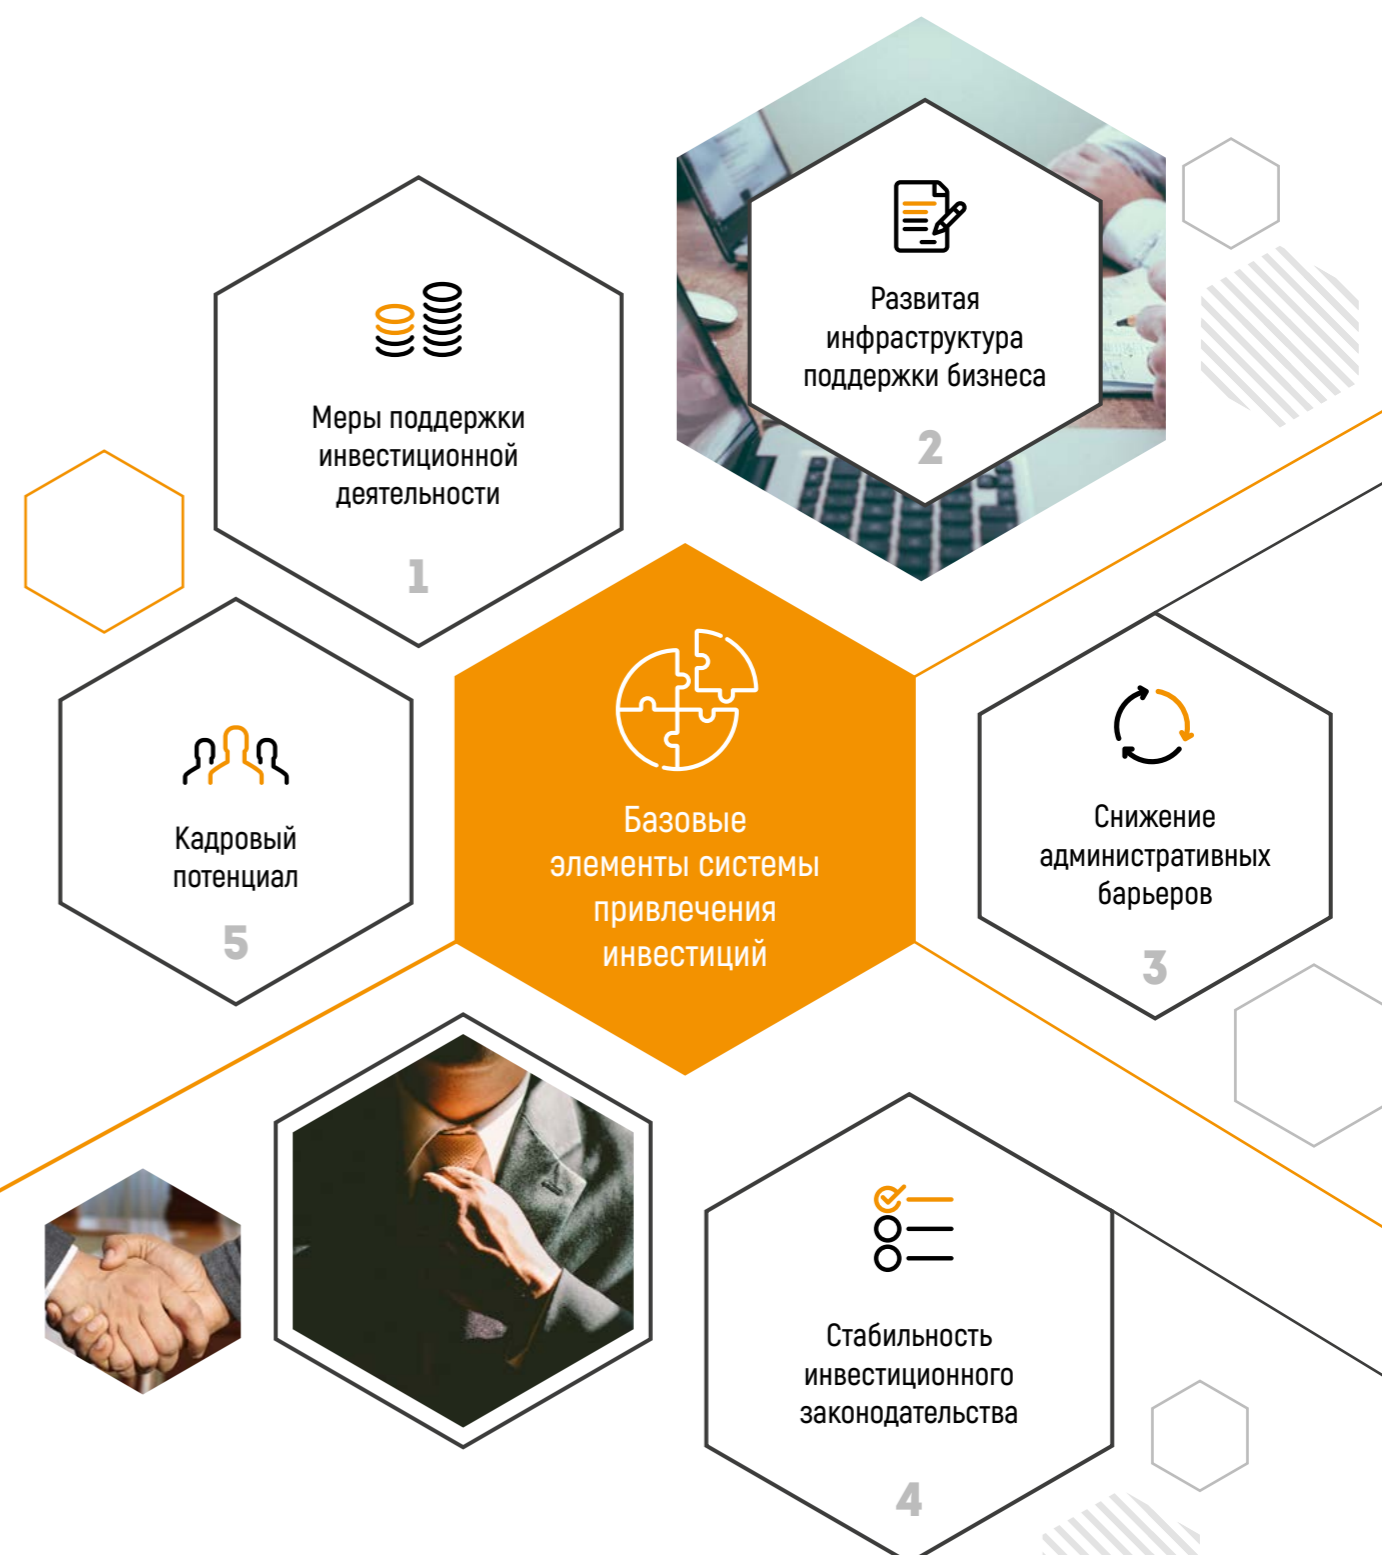 Меры поддержки
инвестиционной
деятельности
1
Развитая
инфраструктура
поддержки бизнеса
2
Базовые
элементы системы
привлечения
инвестиций
Снижение
административных
барьеров
3
Стабильность
инвестиционного
законодательства
4
Кадровый
потенциал
5